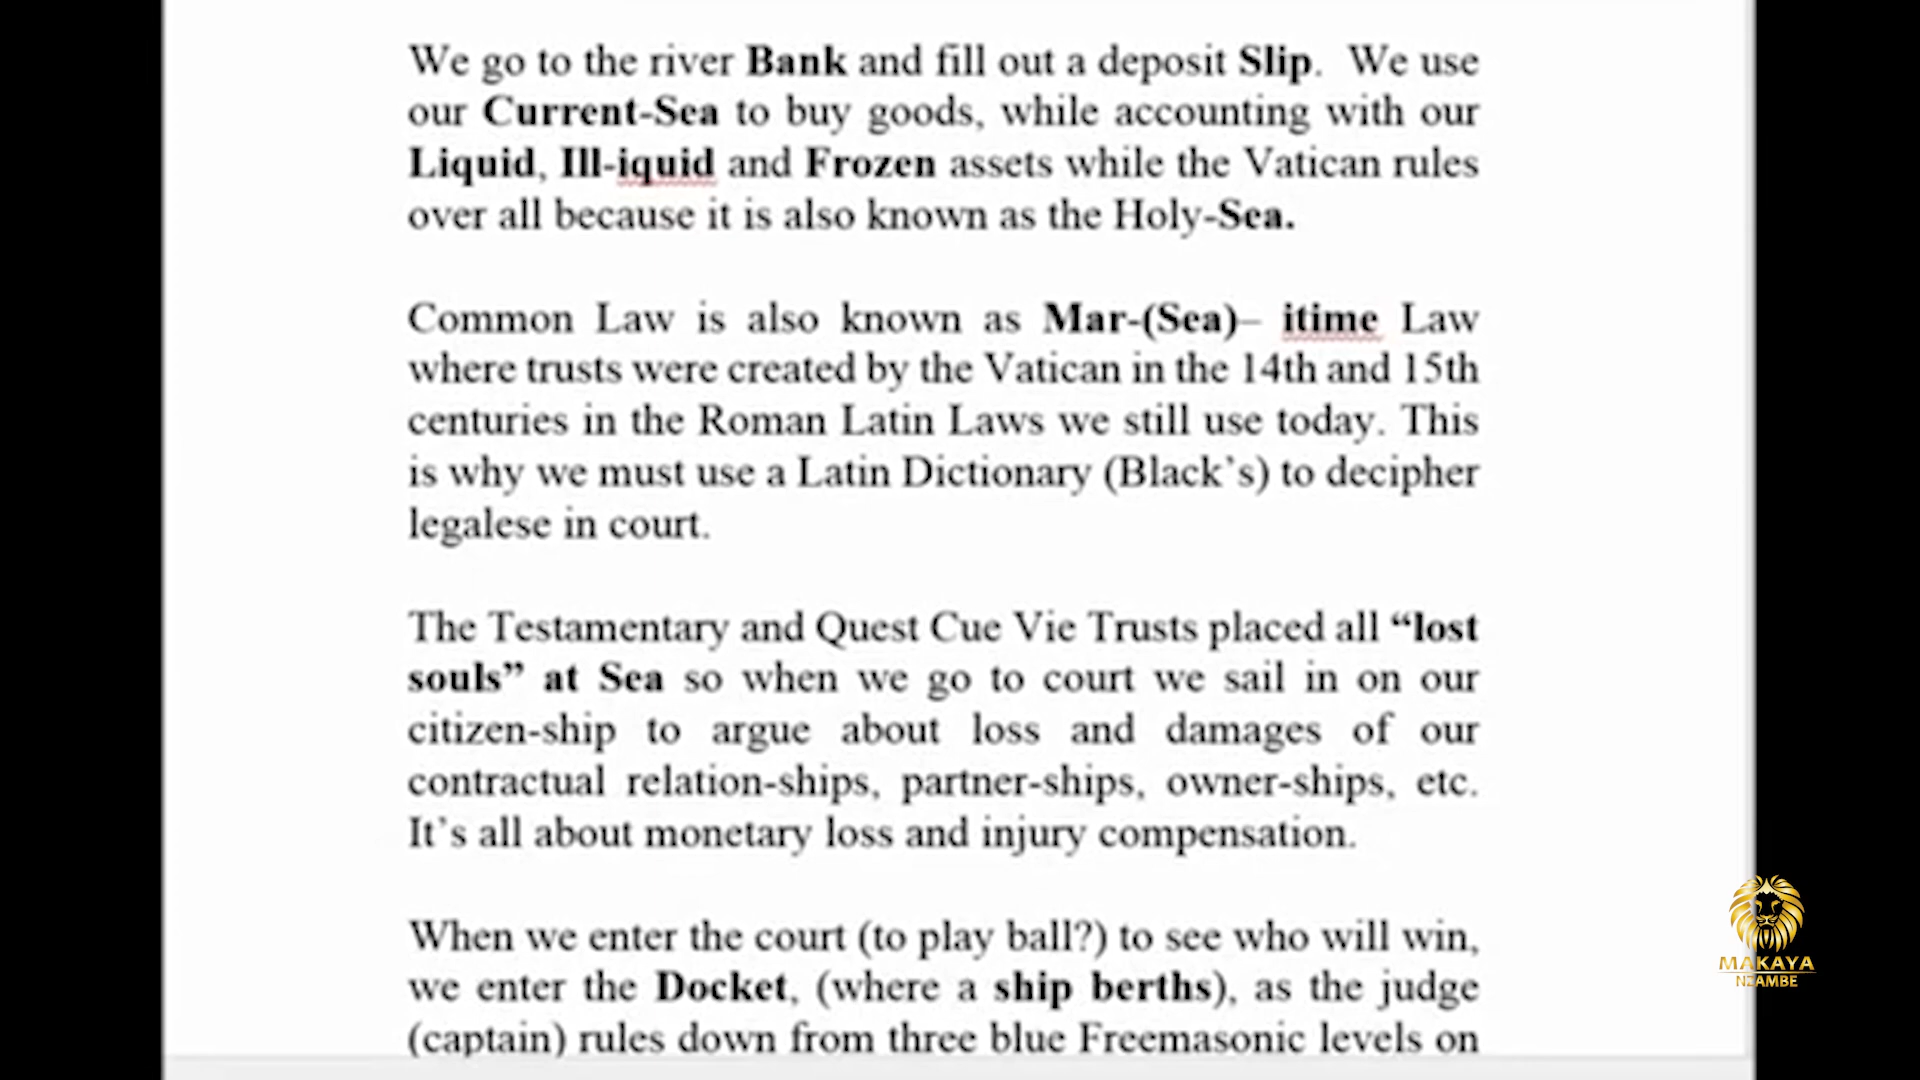 We go to the river Bank and fill out a deposit Slip. We use
our Current-Sea to buy goods, while accounting with our
Liquid, Ill-iquid and Frozen assets while the Vatican rules
over all because it is also known as the Holy-Sea.
Common Law is also known as Mar-(Sea)– itime Law
where trusts were created by the Vatican in the 14th and 15th
centuries in the Roman Latin Laws we still use today. This
is why we must use a Latin Dictionary (Black’s) to decipher
legalese in court.
The Testamentary and Quest Cue Vie Trusts placed all “lost
souls” at Sea so when we go to court we sail in on our
citizen-ship to argue about loss and damages of our
contractual relation-ships, partner-ships, owner-ships, etc.
It’s all about monetary loss and injury compensation.
When we enter the court (to play ball?) to see who will win,
we enter the Docket, (where a ship berths), as the judge
(captain) rules down from three blue Freemasonic levels on
MAKAYA
NZAMBE